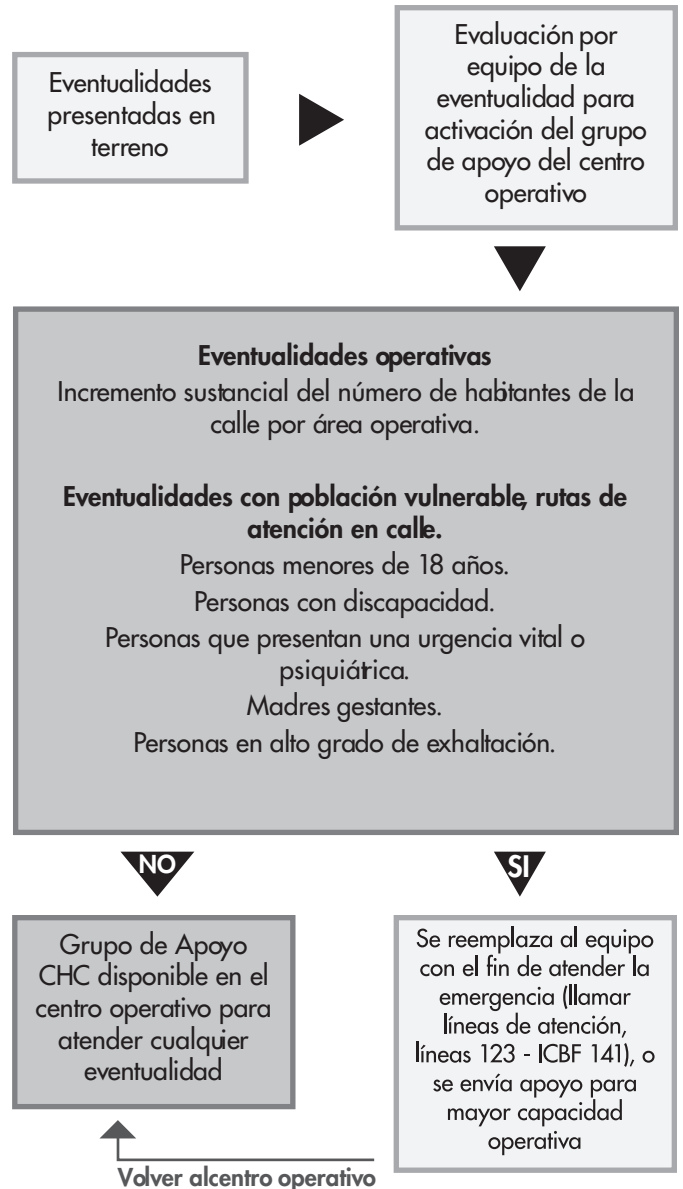 Eventualidades
presentadas en
terreno
Evaluación por
equipo de la
eventualidad para
activación del grupo
de apoyo del centro
operativo
Eventualidades operativas
Incremento sustancial del número de habitantes de la
calle por área operativa.
Eventualidades con población vulnerable, rutas de
atención en calle.
Personas menores de 18 años.
Personas con discapacidad.
Personas que presentan una urgencia vital o
psiquiátrica.
Madres gestantes.
Personas en alto grado de exhaltación.
NO
SI
Grupo de Apoyo
CHC disponible en el
centro operativo para
atender cualquier
eventualidad
Se reemplaza al equipo
con el fin de atender la
emergencia (llamar
líneas de atención,
líneas 123 - ICBF 141), o
se envía apoyo para
mayor capacidad
operativa
Volver alcentro operativo